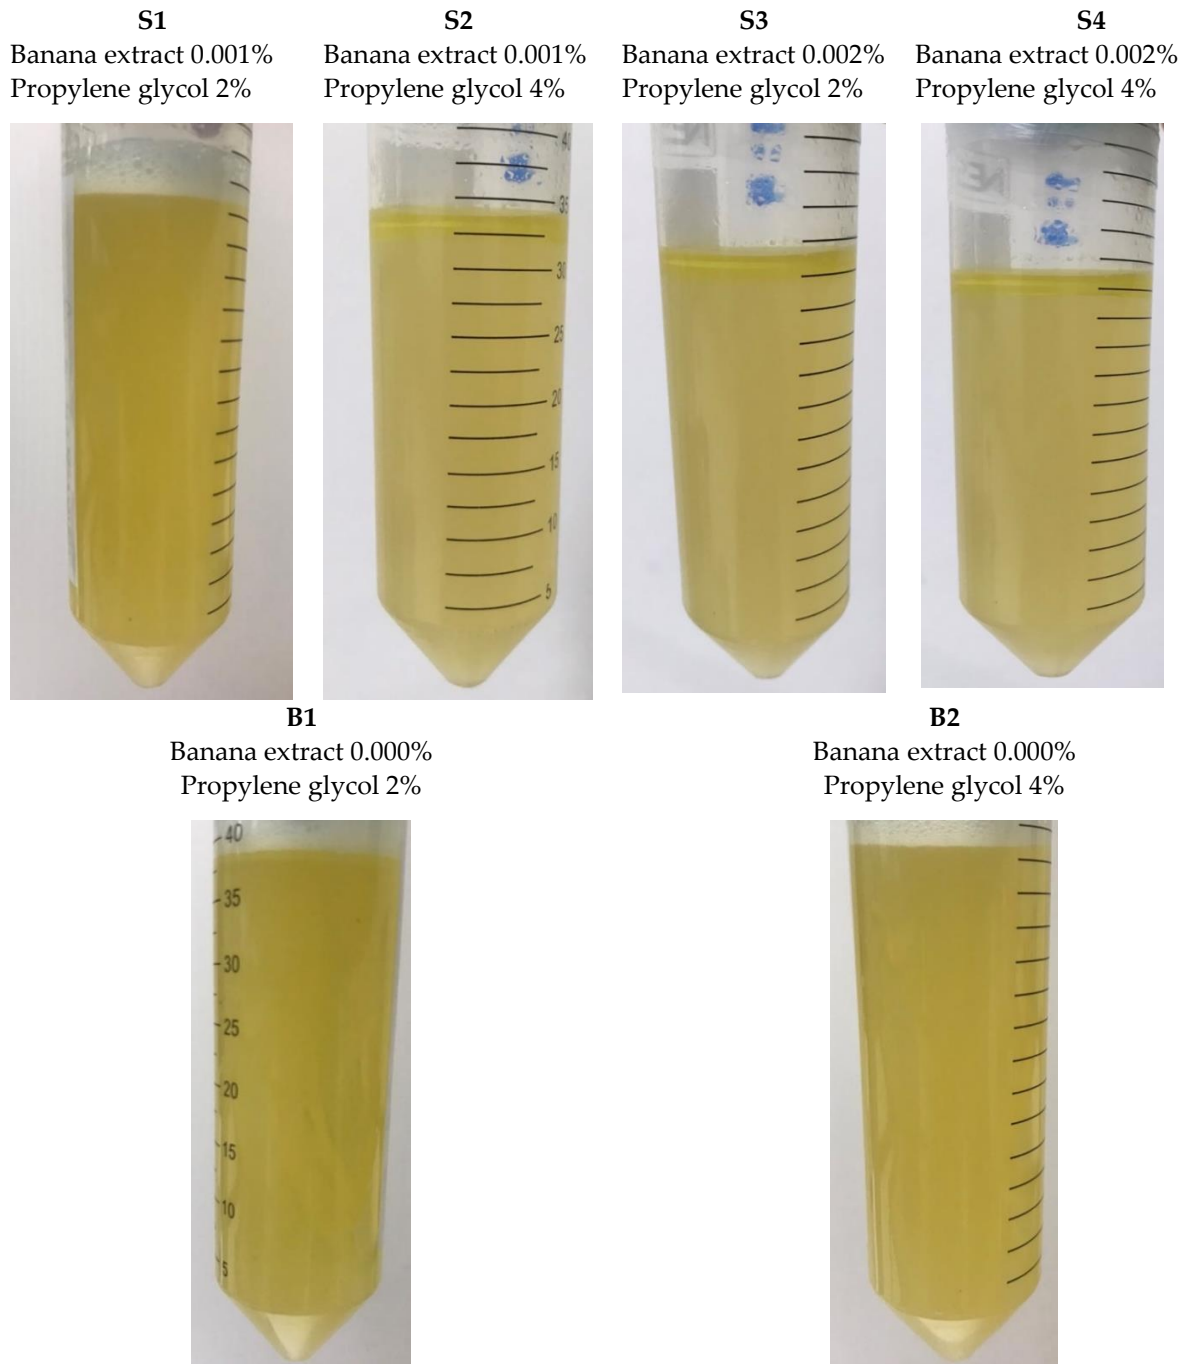 S1
Banana extract 0.001%
Propylene glycol 2%
S2
Banana extract 0.001%
Propylene glycol 4%
S3
Banana extract 0.002%
Propylene glycol 2%
S4
Banana extract 0.002%
Propylene glycol 4%
40
35
30
25
20
15
10
5
NE
NE
B1
Banana extract 0.000%
Propylene glycol 2%
B2
Banana extract 0.000%
Propylene glycol 4%
40
35
30
25
20
15
10
5